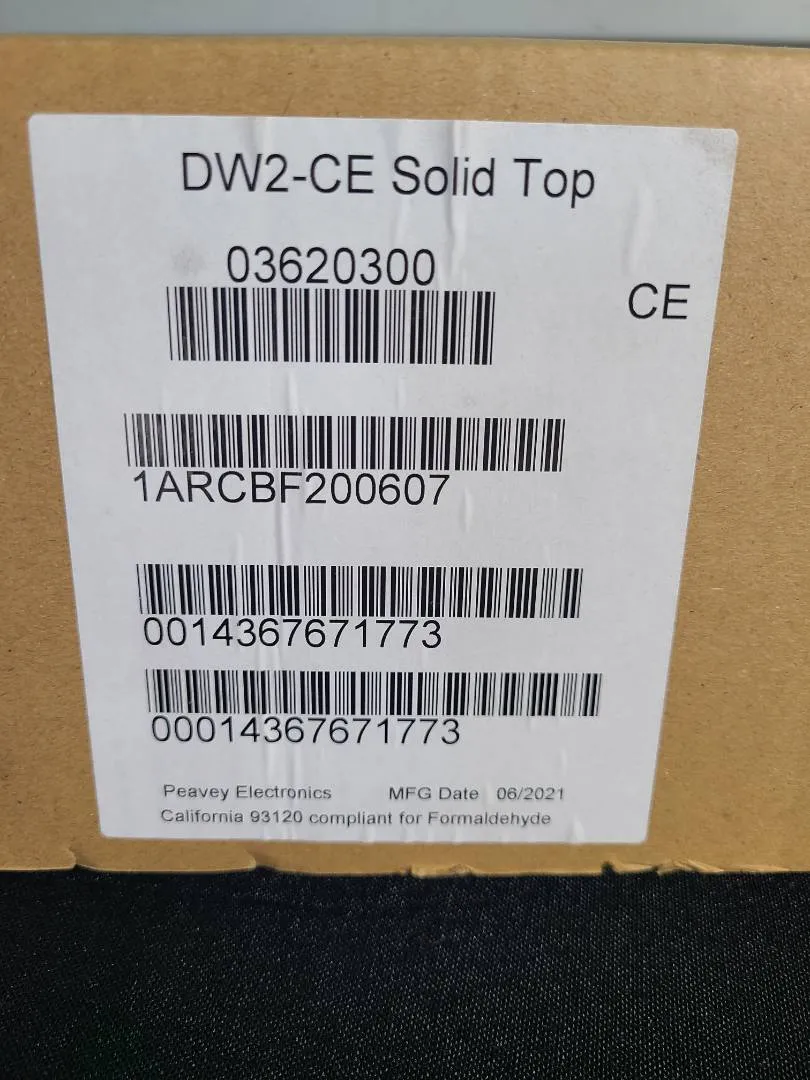 DW2-CE Solid Top
03620300
CE
1ARCBF200607
0014367671773
00014367671773
Peavey Electronics MFG Date 06/2021
California 93120 compliant for Formaldehyde